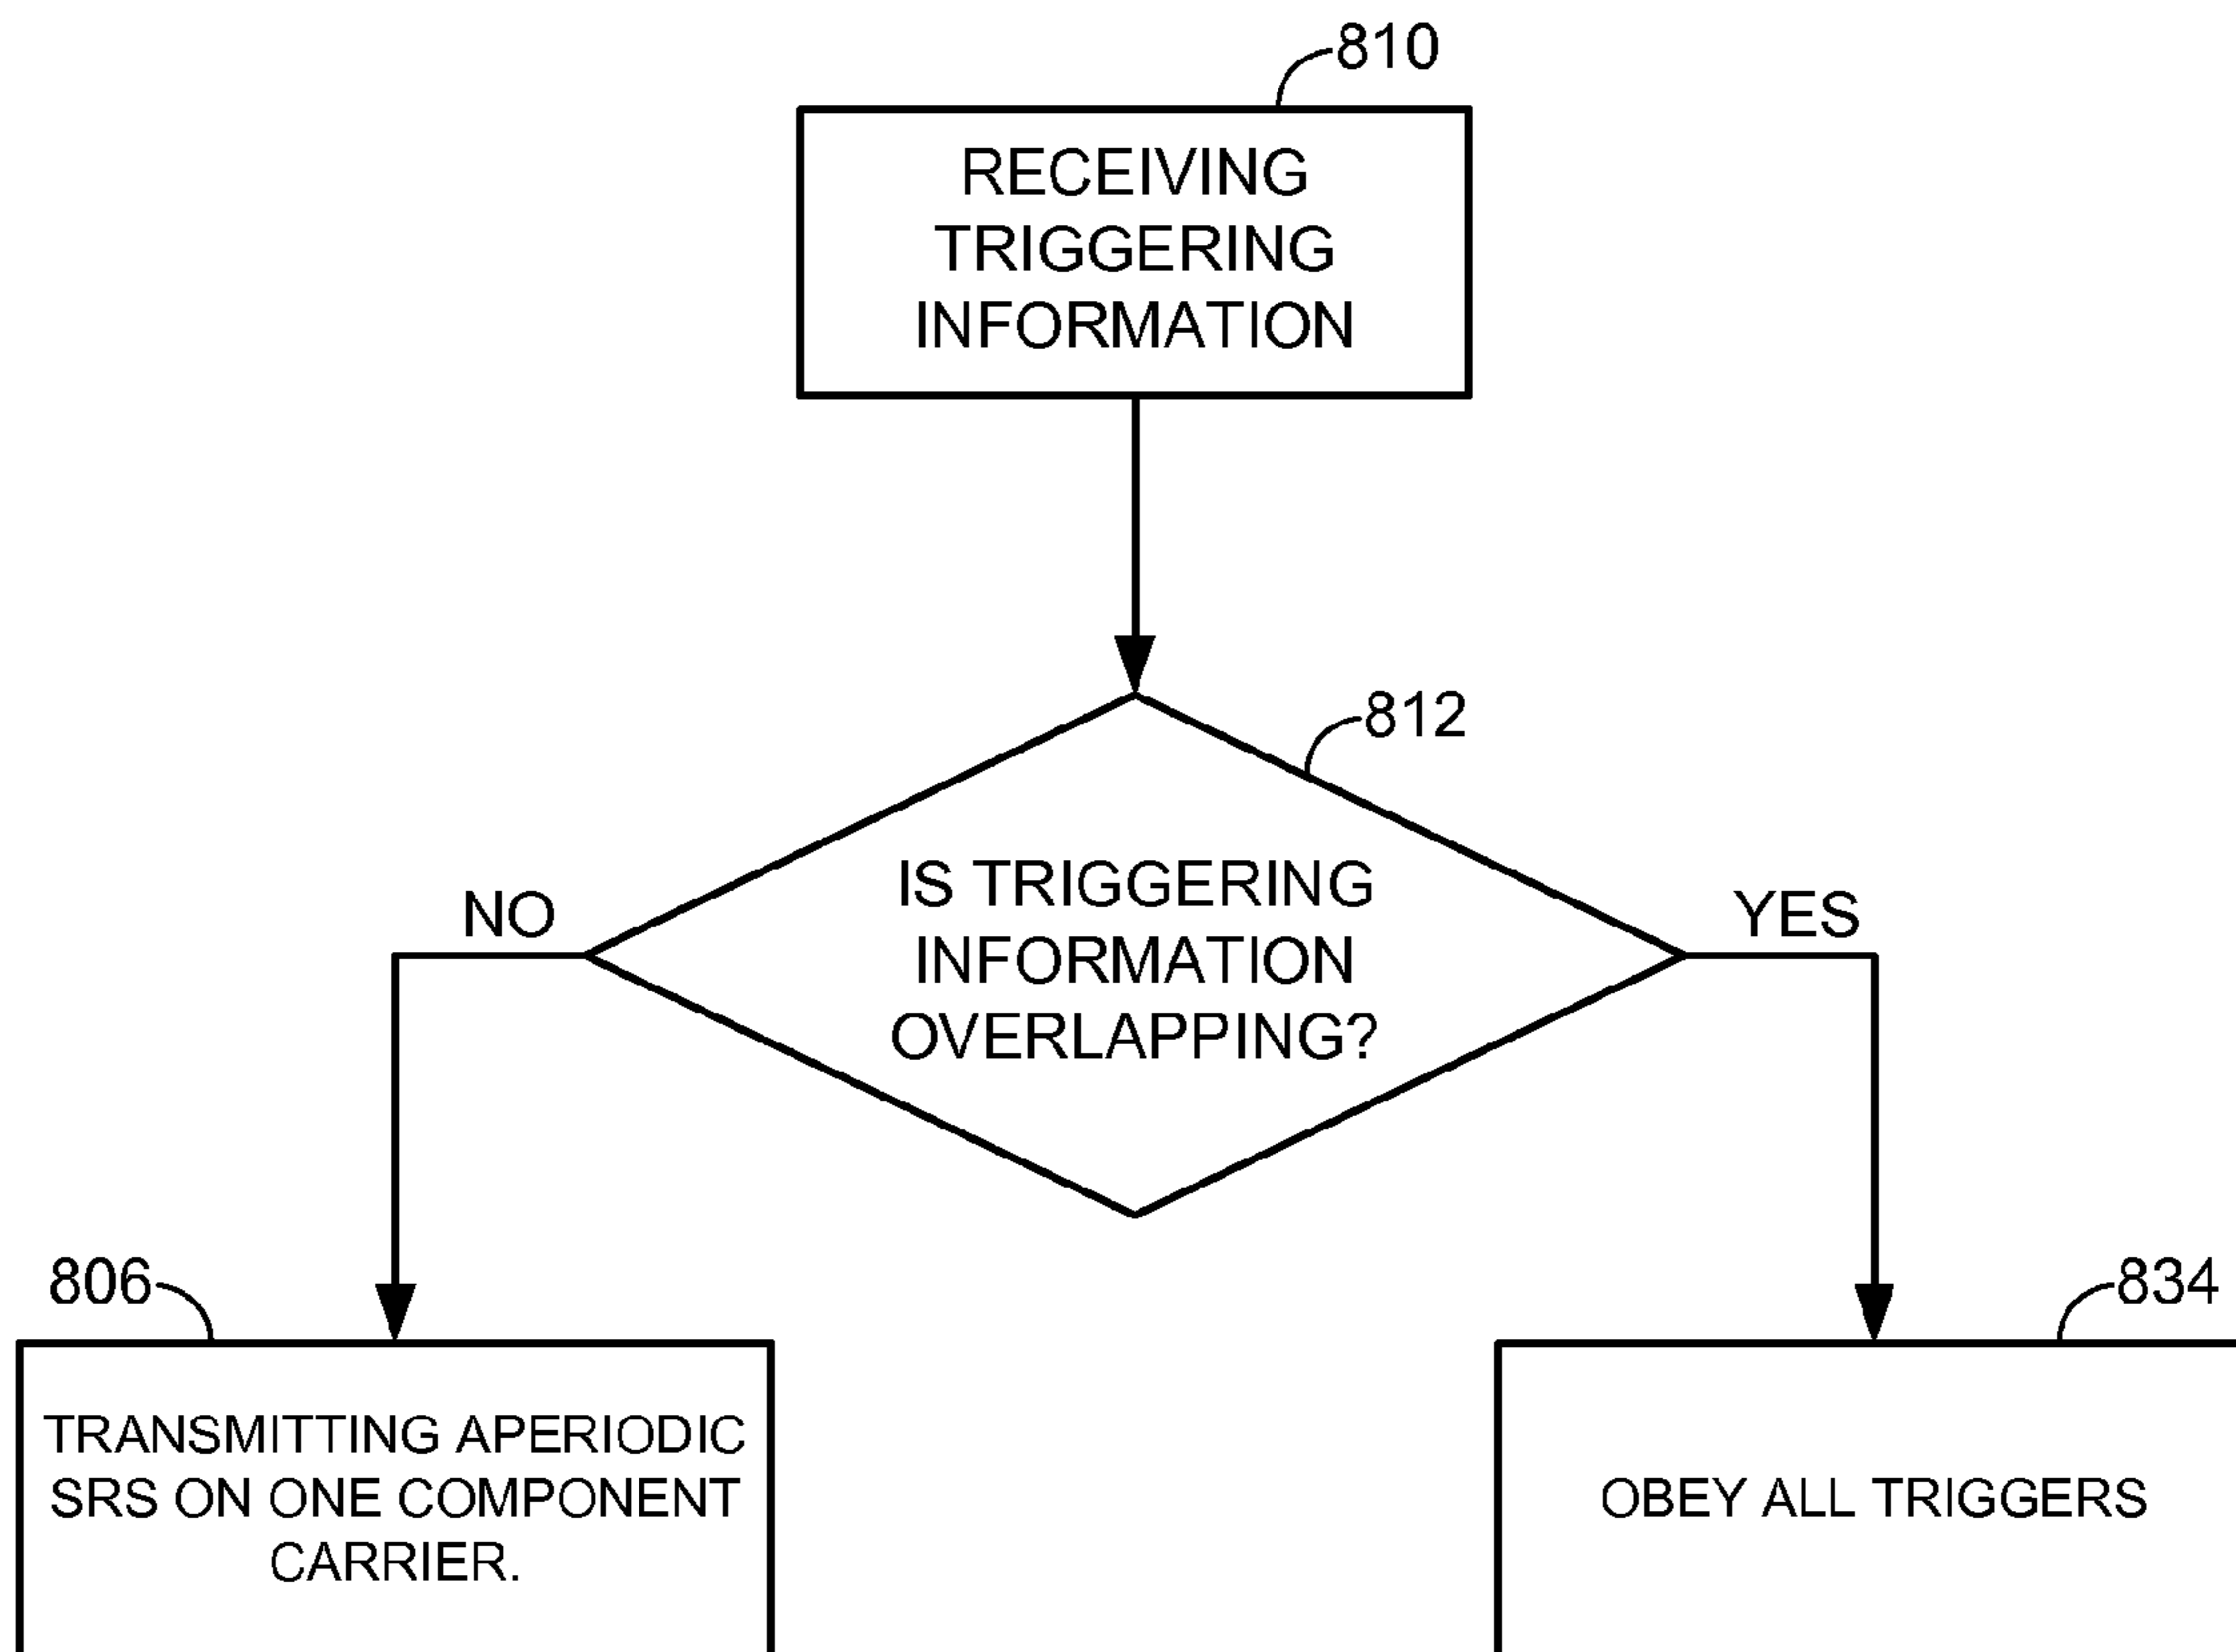 810
RECEIVING
TRIGGERING
INFORMATION
812
IS TRIGGERING
INFORMATION
OVERLAPPING?
NO
YES
806
TRANSMITTING APERIODIC
SRS ON ONE COMPONENT
CARRIER.
834
OBEY ALL TRIGGERS